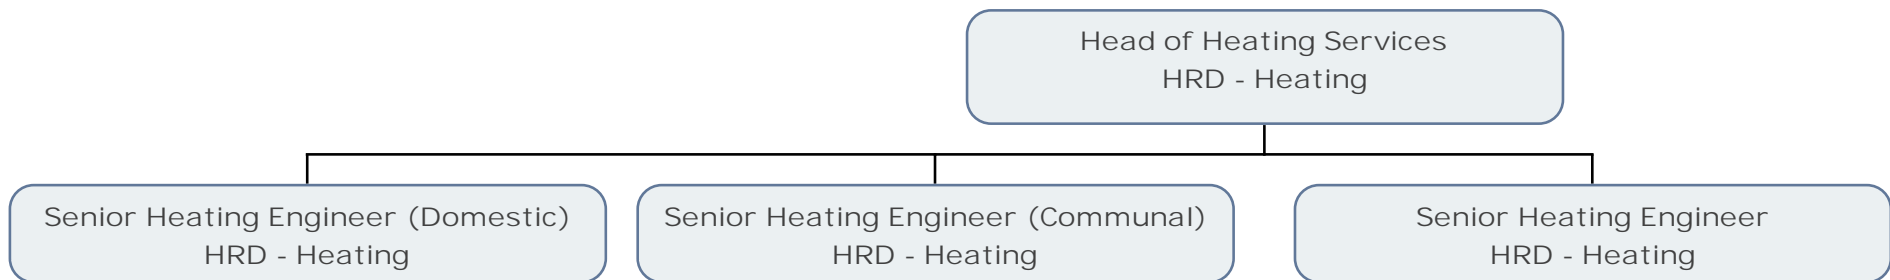 Head of Heating Services
HRD - Heating
Senior Heating Engineer (Domestic)
HRD - Heating
Senior Heating Engineer (Communal)
HRD - Heating
Senior Heating Engineer
HRD - Heating